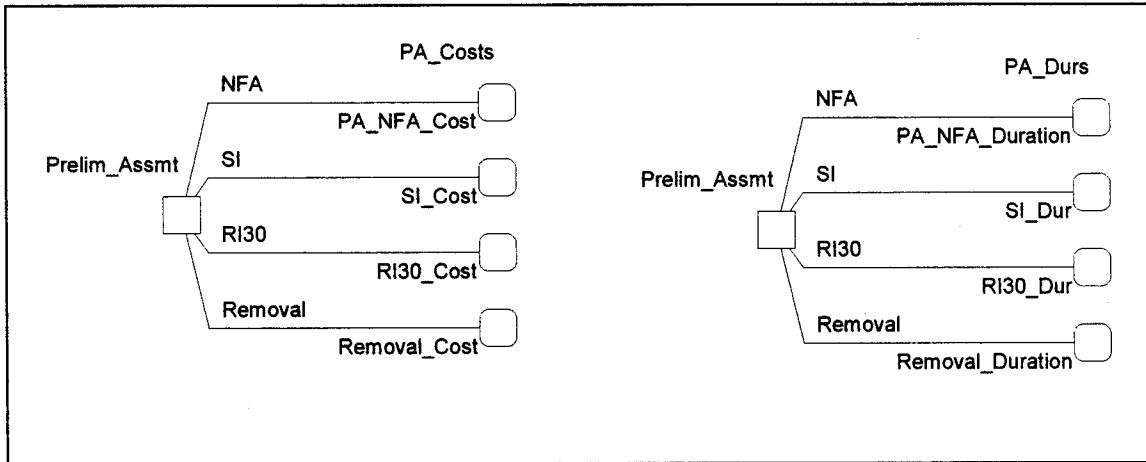 PA_Costs
NFA
PA_NFA_Cost
Prelim_Assmt
SI
SI_Cost
RI30
RI30_Cost
Removal
Removal_Cost
PA_Durs
NFA
PA_NFA_Duration
Prelim_Assmt
SI
SI_Dur
RI30
RI30_Dur
Removal
Removal_Duration